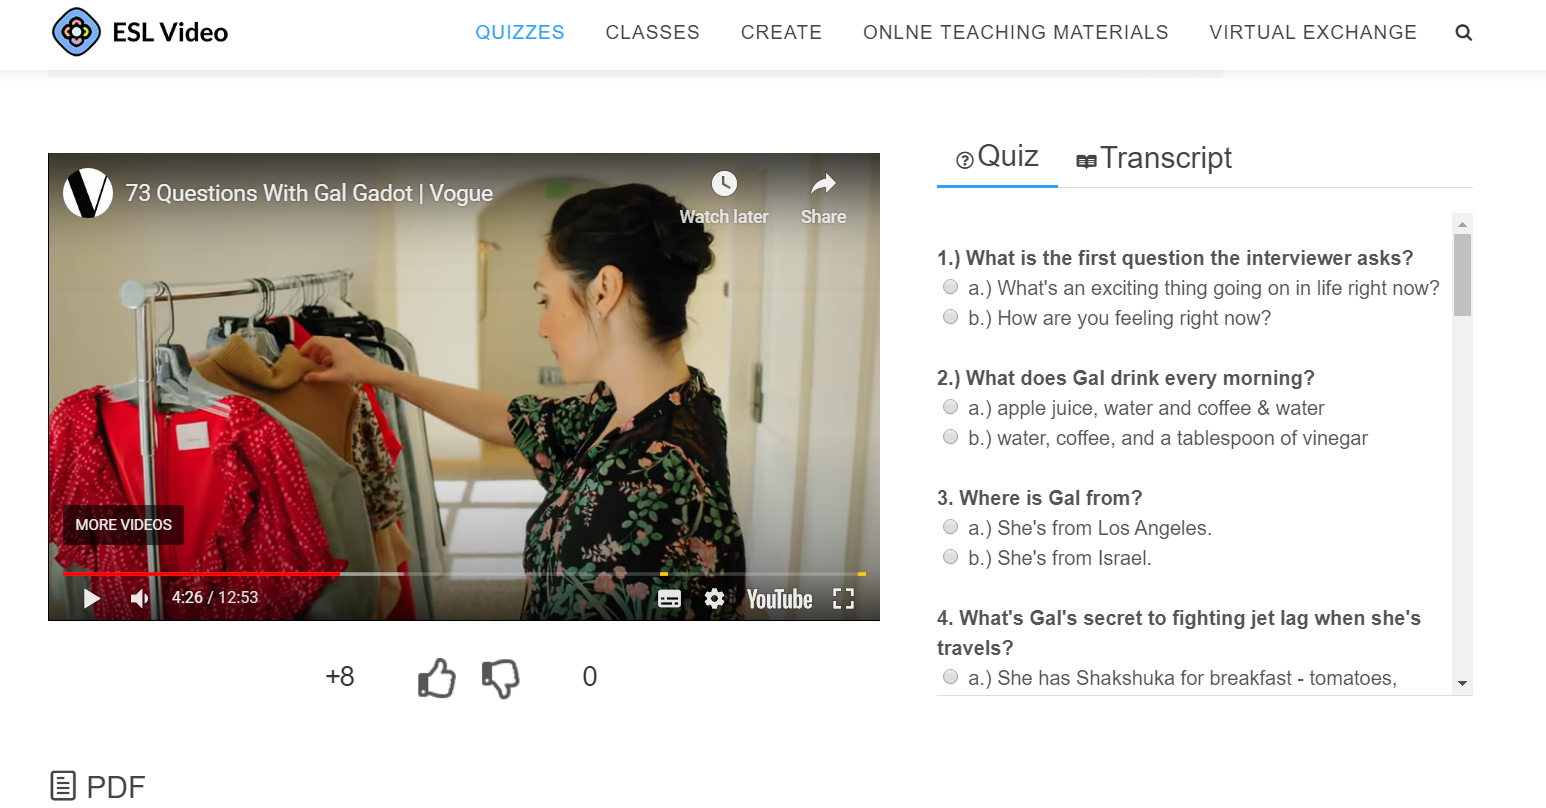 ESL Video
QUIZZES
CLASSES
CREATE
ONLNE TEACHING MATERIALS
VIRTUAL EXCHANGE
73 Questions With Gal Gadot | Vogue
Watch later
Share
MORE VIDEOS
4:26 / 12:53
YouTube
+8
0
PDF
Quiz
Transcript
1.) What is the first question the interviewer asks?
a.) What's an exciting thing going on in life right now?
b.) How are you feeling right now?
2.) What does Gal drink every morning?
a.) apple juice, water and coffee & water
b.) water, coffee, and a tablespoon of vinegar
3. Where is Gal from?
a.) She's from Los Angeles.
b.) She's from Israel.
4. What's Gal's secret to fighting jet lag when she's
travels?
a.) She has Shakshuka for breakfast - tomatoes,